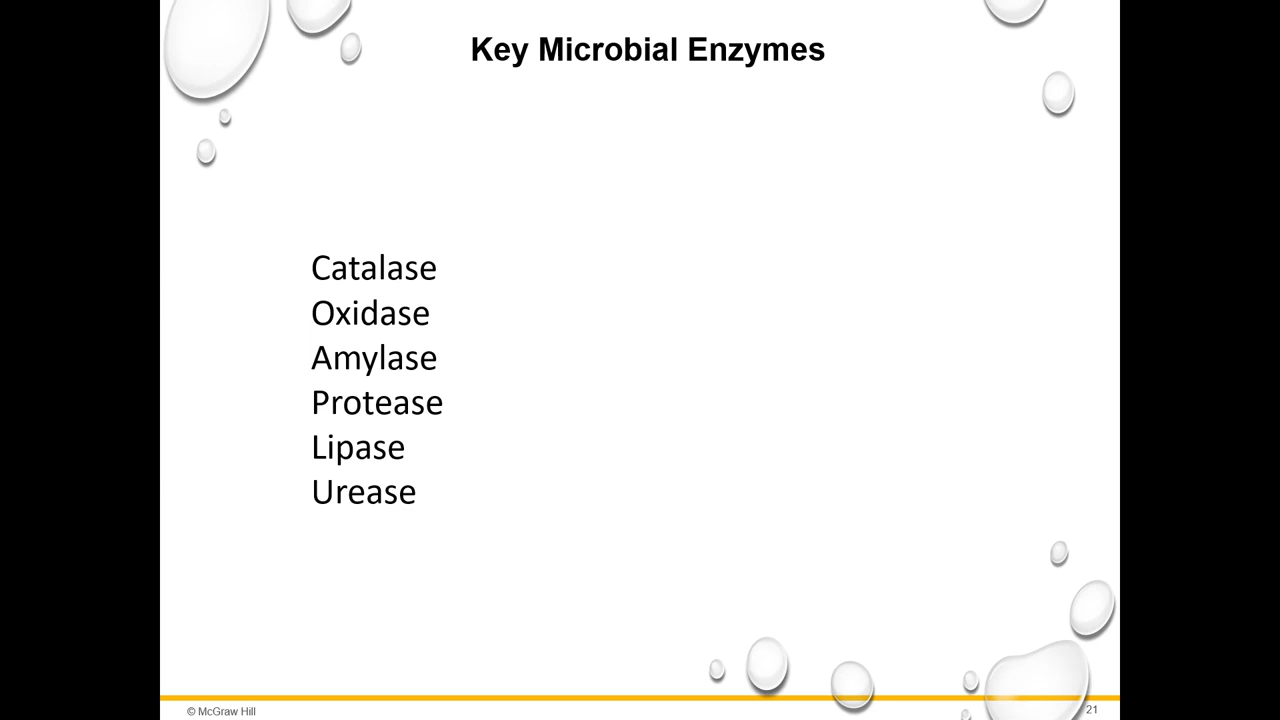 Key Microbial Enzymes
Catalase
Oxidase
Amylase
Protease
Lipase
Urease
© McGraw Hill
21